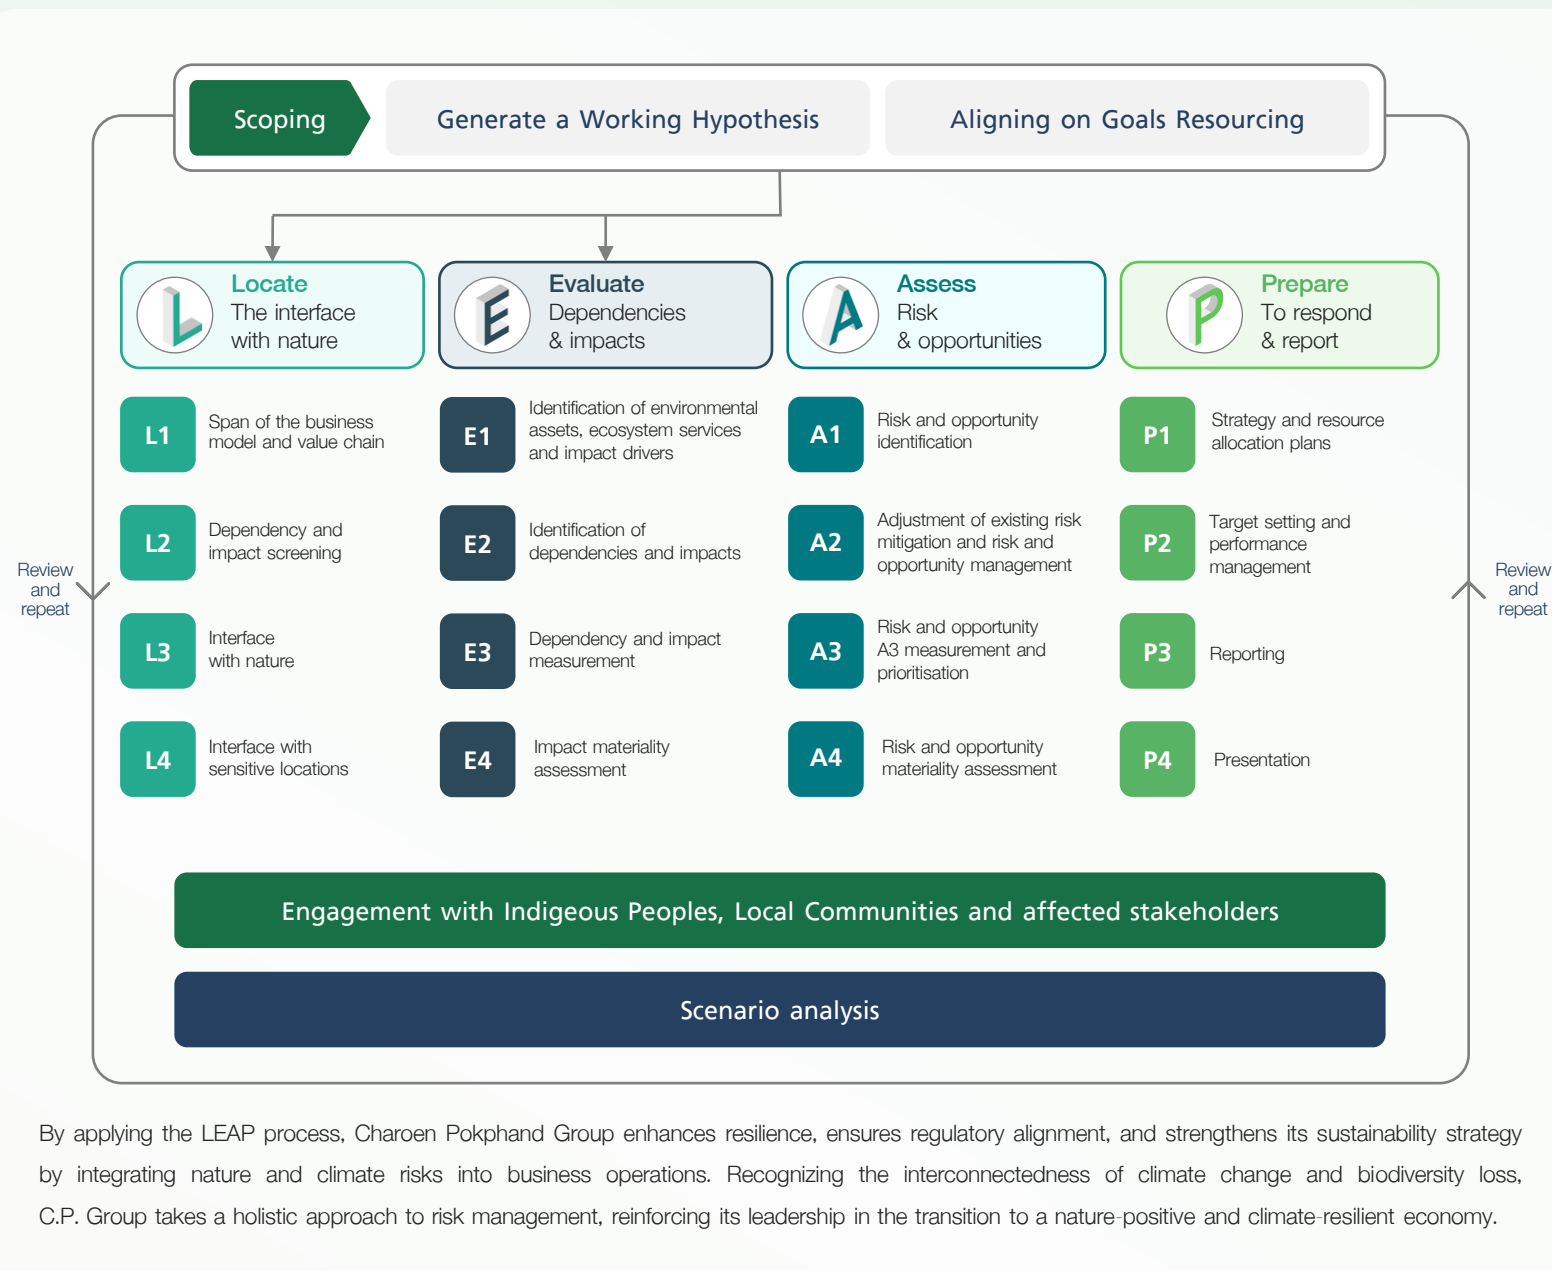 Scoping
Generate a Working Hypothesis
Aligning on Goals Resourcing
L
Locate
The interface
with nature
E
Evaluate
Dependencies
& impacts
A
Assess
Risk
& opportunities
P
Prepare
To respond
& report
L1
Span of the business
model and value chain
E1
Identification of environmental
assets, ecosystem services
and impact drivers
A1
Risk and opportunity
identification
P1
Strategy and resource
allocation plans
L2
Dependency and
impact screening
E2
Identification of
dependencies and impacts
A2
Adjustment of existing risk
mitigation and risk and
opportunity management
P2
Target setting and
performance
management
Review
and
repeat
Review
and
repeat
L3
Interface
with nature
E3
Dependency and impact
measurement
A3
Risk and opportunity
A3 measurement and
prioritisation
P3
Reporting
L4
Interface with
sensitive locations
E4
Impact materiality
assessment
A4
Risk and opportunity
materiality assessment
P4
Presentation
Engagement with Indigeous Peoples, Local Communities and affected stakeholders
Scenario analysis
By applying the LEAP process, Charoen Pokphand Group enhances resilience, ensures regulatory alignment, and strengthens its sustainability strategy
by integrating nature and climate risks into business operations. Recognizing the interconnectedness of climate change and biodiversity loss,
C.P. Group takes a holistic approach to risk management, reinforcing its leadership in the transition to a nature-positive and climate-resilient economy.